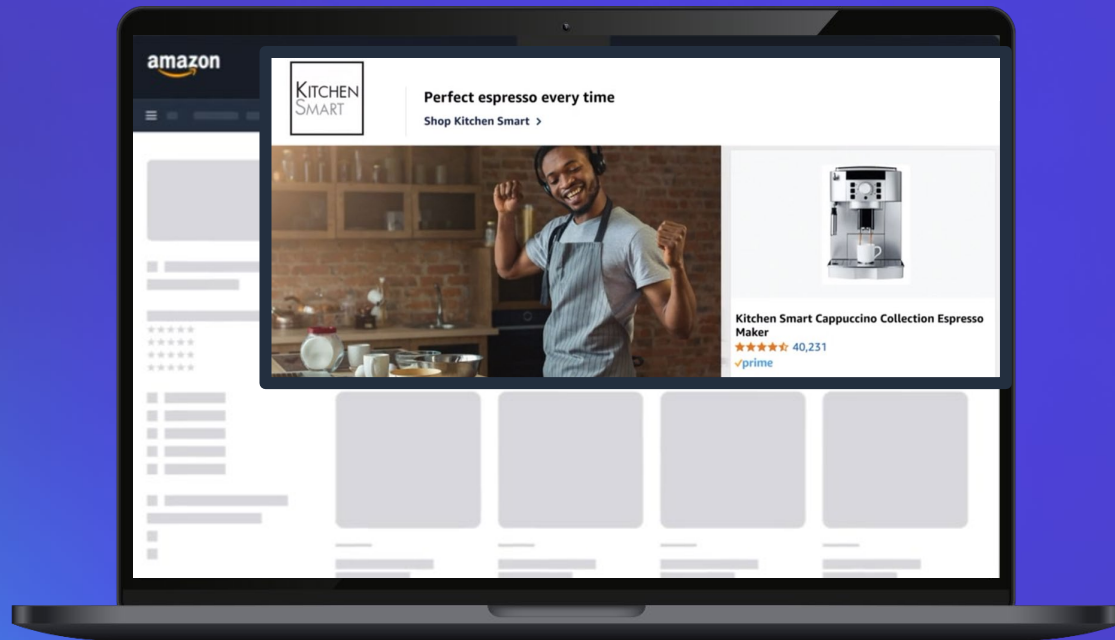 amazon
KITCHEN
SMART
Perfect espresso every time
Shop Kitchen Smart >
Kitchen Smart Cappuccino Collection Espresso
Maker
40,231
prime